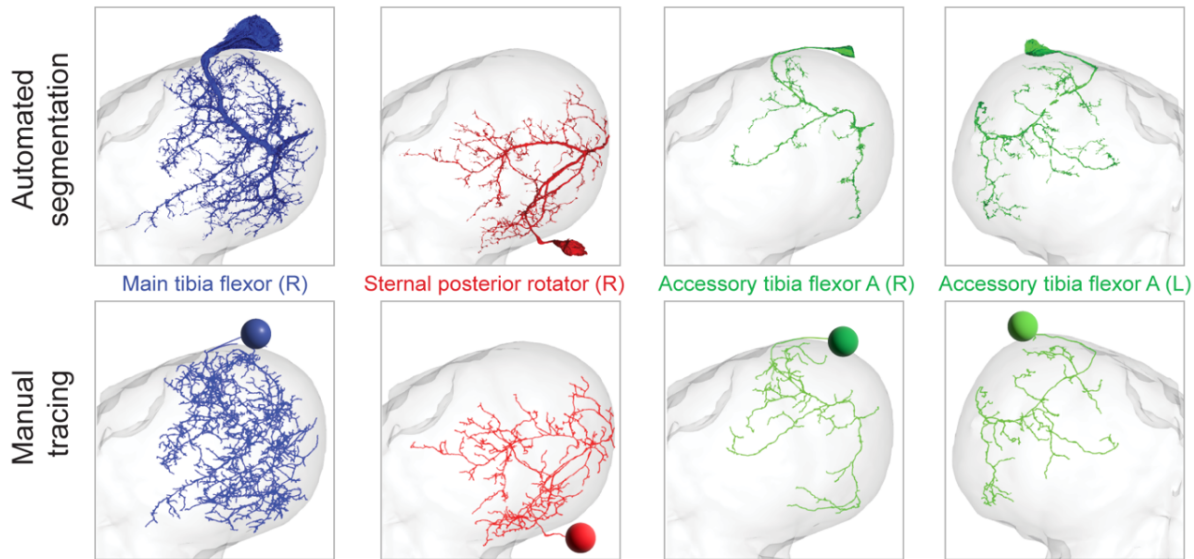 Automated
segmentation
Main tibia flexor (R)
Sternal posterior rotator (R)
Accessory tibia flexor A (R)
Accessory tibia flexor A (L)
Manual
tracing